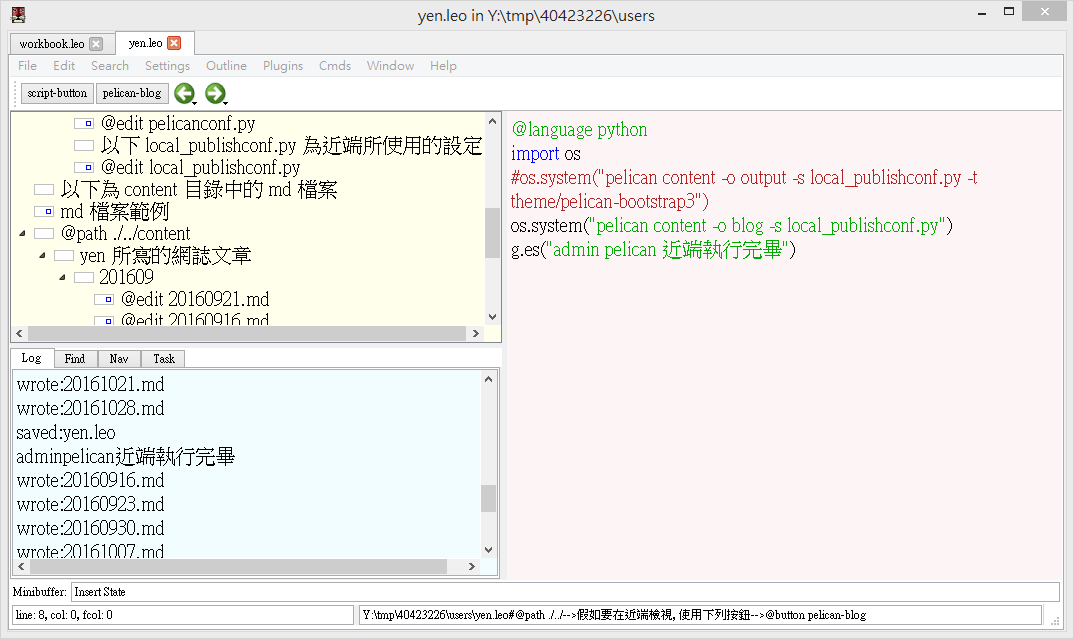 yen.leo in Y:\tmp\40423226\users
workbook.leo yen.leo
File Edit Search Settings Outline Plugins Cmds Window Help
script-button pelican-blog
@edit pelicanconf.py
以下 local_publishconf.py 為近端所使用的設定
@edit local_publishconf.py
以下為 content 目錄中的 md 檔案
md 檔案範例
@path ./../content
yen 所寫的網誌文章
201609
@edit 20160921.md
@edit 20160916.md
@language python
import os
#os.system("pelican content -o output -s local_publishconf.py -t
theme/pelican-bootstrap3")
os.system("pelican content -o blog -s local_publishconf.py")
g.es("admin pelican 近端執行完畢")
Log Find Nav Task
wrote:20161021.md
wrote:20161028.md
saved:yen.leo
adminpelican近端執行完畢
wrote:20160916.md
wrote:20160923.md
wrote:20160930.md
wrote:20161007.md
Minibuffer: Insert State
line: 8, col: 0, fcol: 0
Y:\tmp\40423226\users\yen.leo#@path ./../-->假如要在近端檢視, 使用下列按鈕-->@button pelican-blog